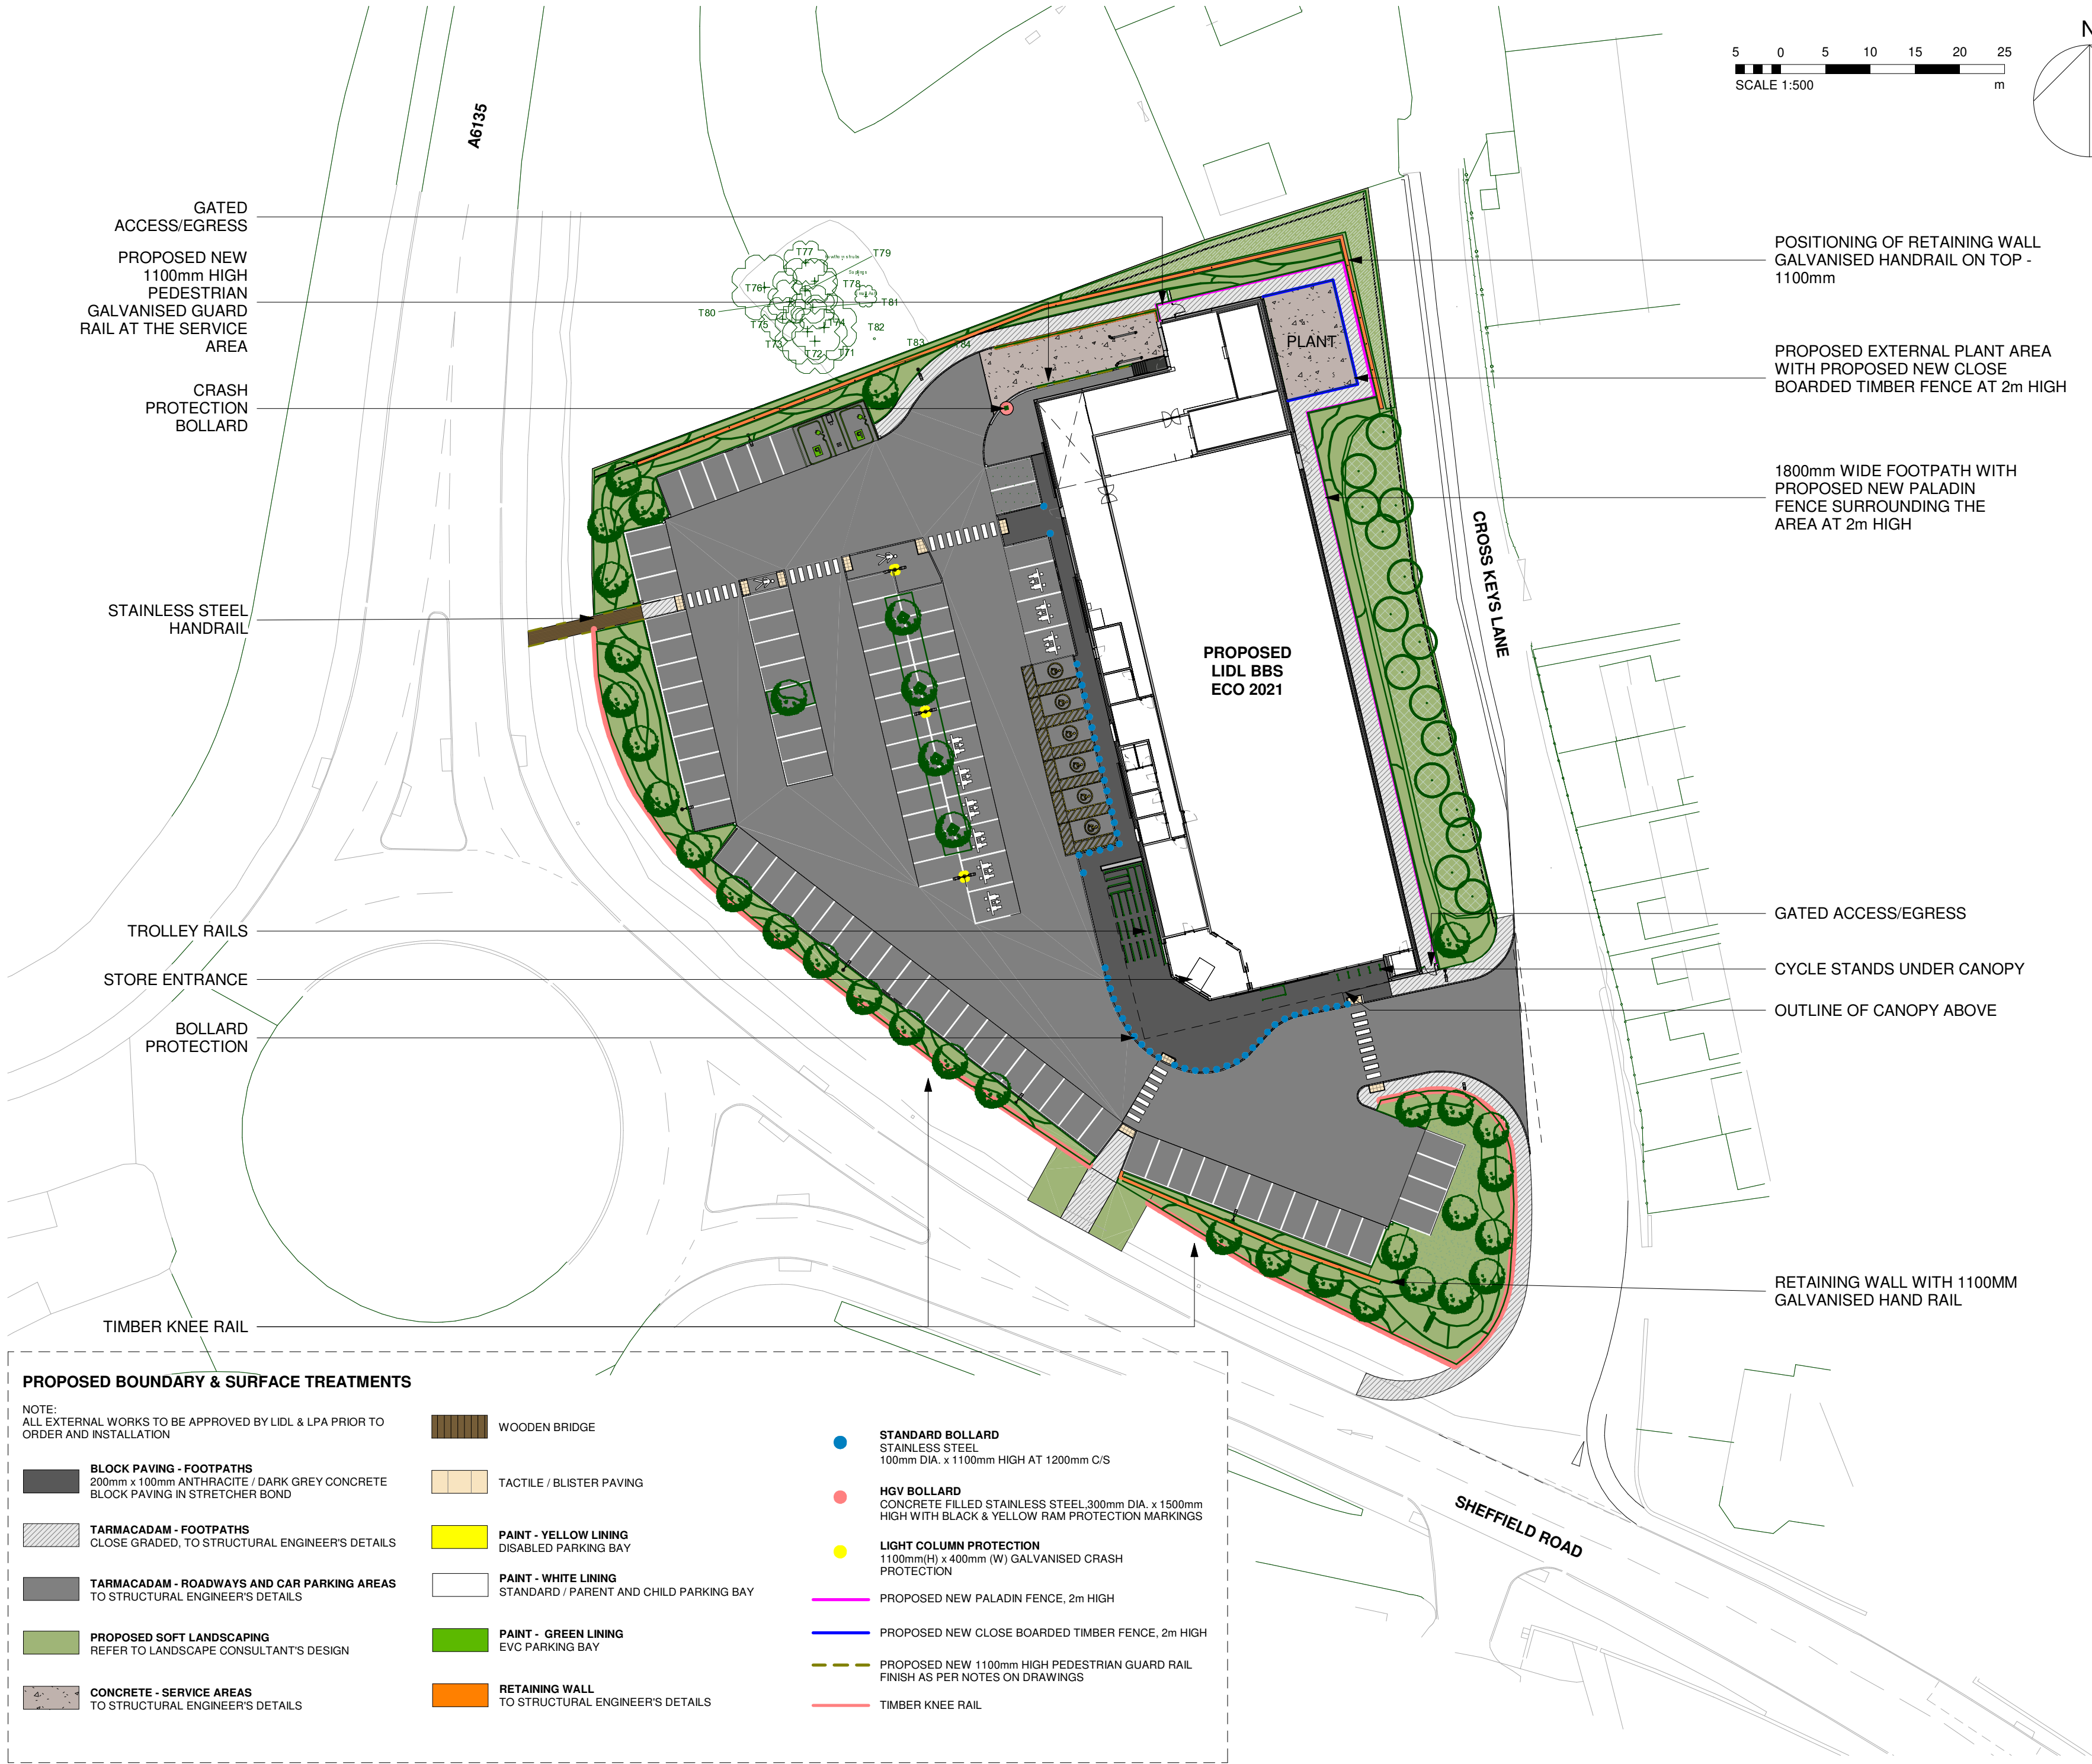 A6135
N
5 0 5 10 15 20 25
SCALE 1:500 m
GATED
ACCESS/EGRESS
PROPOSED NEW
1100mm HIGH
PEDESTRIAN
GALVANISED GUARD
RAIL AT THE SERVICE
AREA
CRASH
PROTECTION
BOLLARD
STAINLESS STEEL
HANDRAIL
TROLLEY RAILS
STORE ENTRANCE
BOLLARD
PROTECTION
TIMBER KNEE RAIL
T77
T79
T76
T78
T81
T80
T75
T74
T82
T73
T72
T71
T83
T84
PLANT
PROPOSED
LIDL BBS
ECO 2021
CROSS KEYS LANE
SHEFFIELD ROAD
POSITIONING OF RETAINING WALL
GALVANISED HANDRAIL ON TOP -
1100mm
PROPOSED EXTERNAL PLANT AREA
WITH PROPOSED NEW CLOSE
BOARDED TIMBER FENCE AT 2m HIGH
1800mm WIDE FOOTPATH WITH
PROPOSED NEW PALADIN
FENCE SURROUNDING THE
AREA AT 2m HIGH
GATED ACCESS/EGRESS
CYCLE STANDS UNDER CANOPY
OUTLINE OF CANOPY ABOVE
RETAINING WALL WITH 1100MM
GALVANISED HAND RAIL
PROPOSED BOUNDARY & SURFACE TREATMENTS
NOTE:
ALL EXTERNAL WORKS TO BE APPROVED BY LIDL & LPA PRIOR TO
ORDER AND INSTALLATION
BLOCK PAVING - FOOTPATHS
200mm x 100mm ANTHRACITE / DARK GREY CONCRETE
BLOCK PAVING IN STRETCHER BOND
TARMACADAM - FOOTPATHS
CLOSE GRADED, TO STRUCTURAL ENGINEER'S DETAILS
TARMACADAM - ROADWAYS AND CAR PARKING AREAS
TO STRUCTURAL ENGINEER'S DETAILS
PROPOSED SOFT LANDSCAPING
REFER TO LANDSCAPE CONSULTANT'S DESIGN
CONCRETE - SERVICE AREAS
TO STRUCTURAL ENGINEER'S DETAILS
WOODEN BRIDGE
TACTILE / BLISTER PAVING
PAINT - YELLOW LINING
DISABLED PARKING BAY
PAINT - WHITE LINING
STANDARD / PARENT AND CHILD PARKING BAY
PAINT - GREEN LINING
EVC PARKING BAY
RETAINING WALL
TO STRUCTURAL ENGINEER'S DETAILS
STANDARD BOLLARD
STAINLESS STEEL
100mm DIA. x 1100mm HIGH AT 1200mm C/S
HGV BOLLARD
CONCRETE FILLED STAINLESS STEEL,300mm DIA. x 1500mm
HIGH WITH BLACK & YELLOW RAM PROTECTION MARKINGS
LIGHT COLUMN PROTECTION
1100mm(H) x 400mm (W) GALVANISED CRASH
PROTECTION
PROPOSED NEW PALADIN FENCE, 2m HIGH
PROPOSED NEW CLOSE BOARDED TIMBER FENCE, 2m HIGH
PROPOSED NEW 1100mm HIGH PEDESTRIAN GUARD RAIL
FINISH AS PER NOTES ON DRAWINGS
TIMBER KNEE RAIL